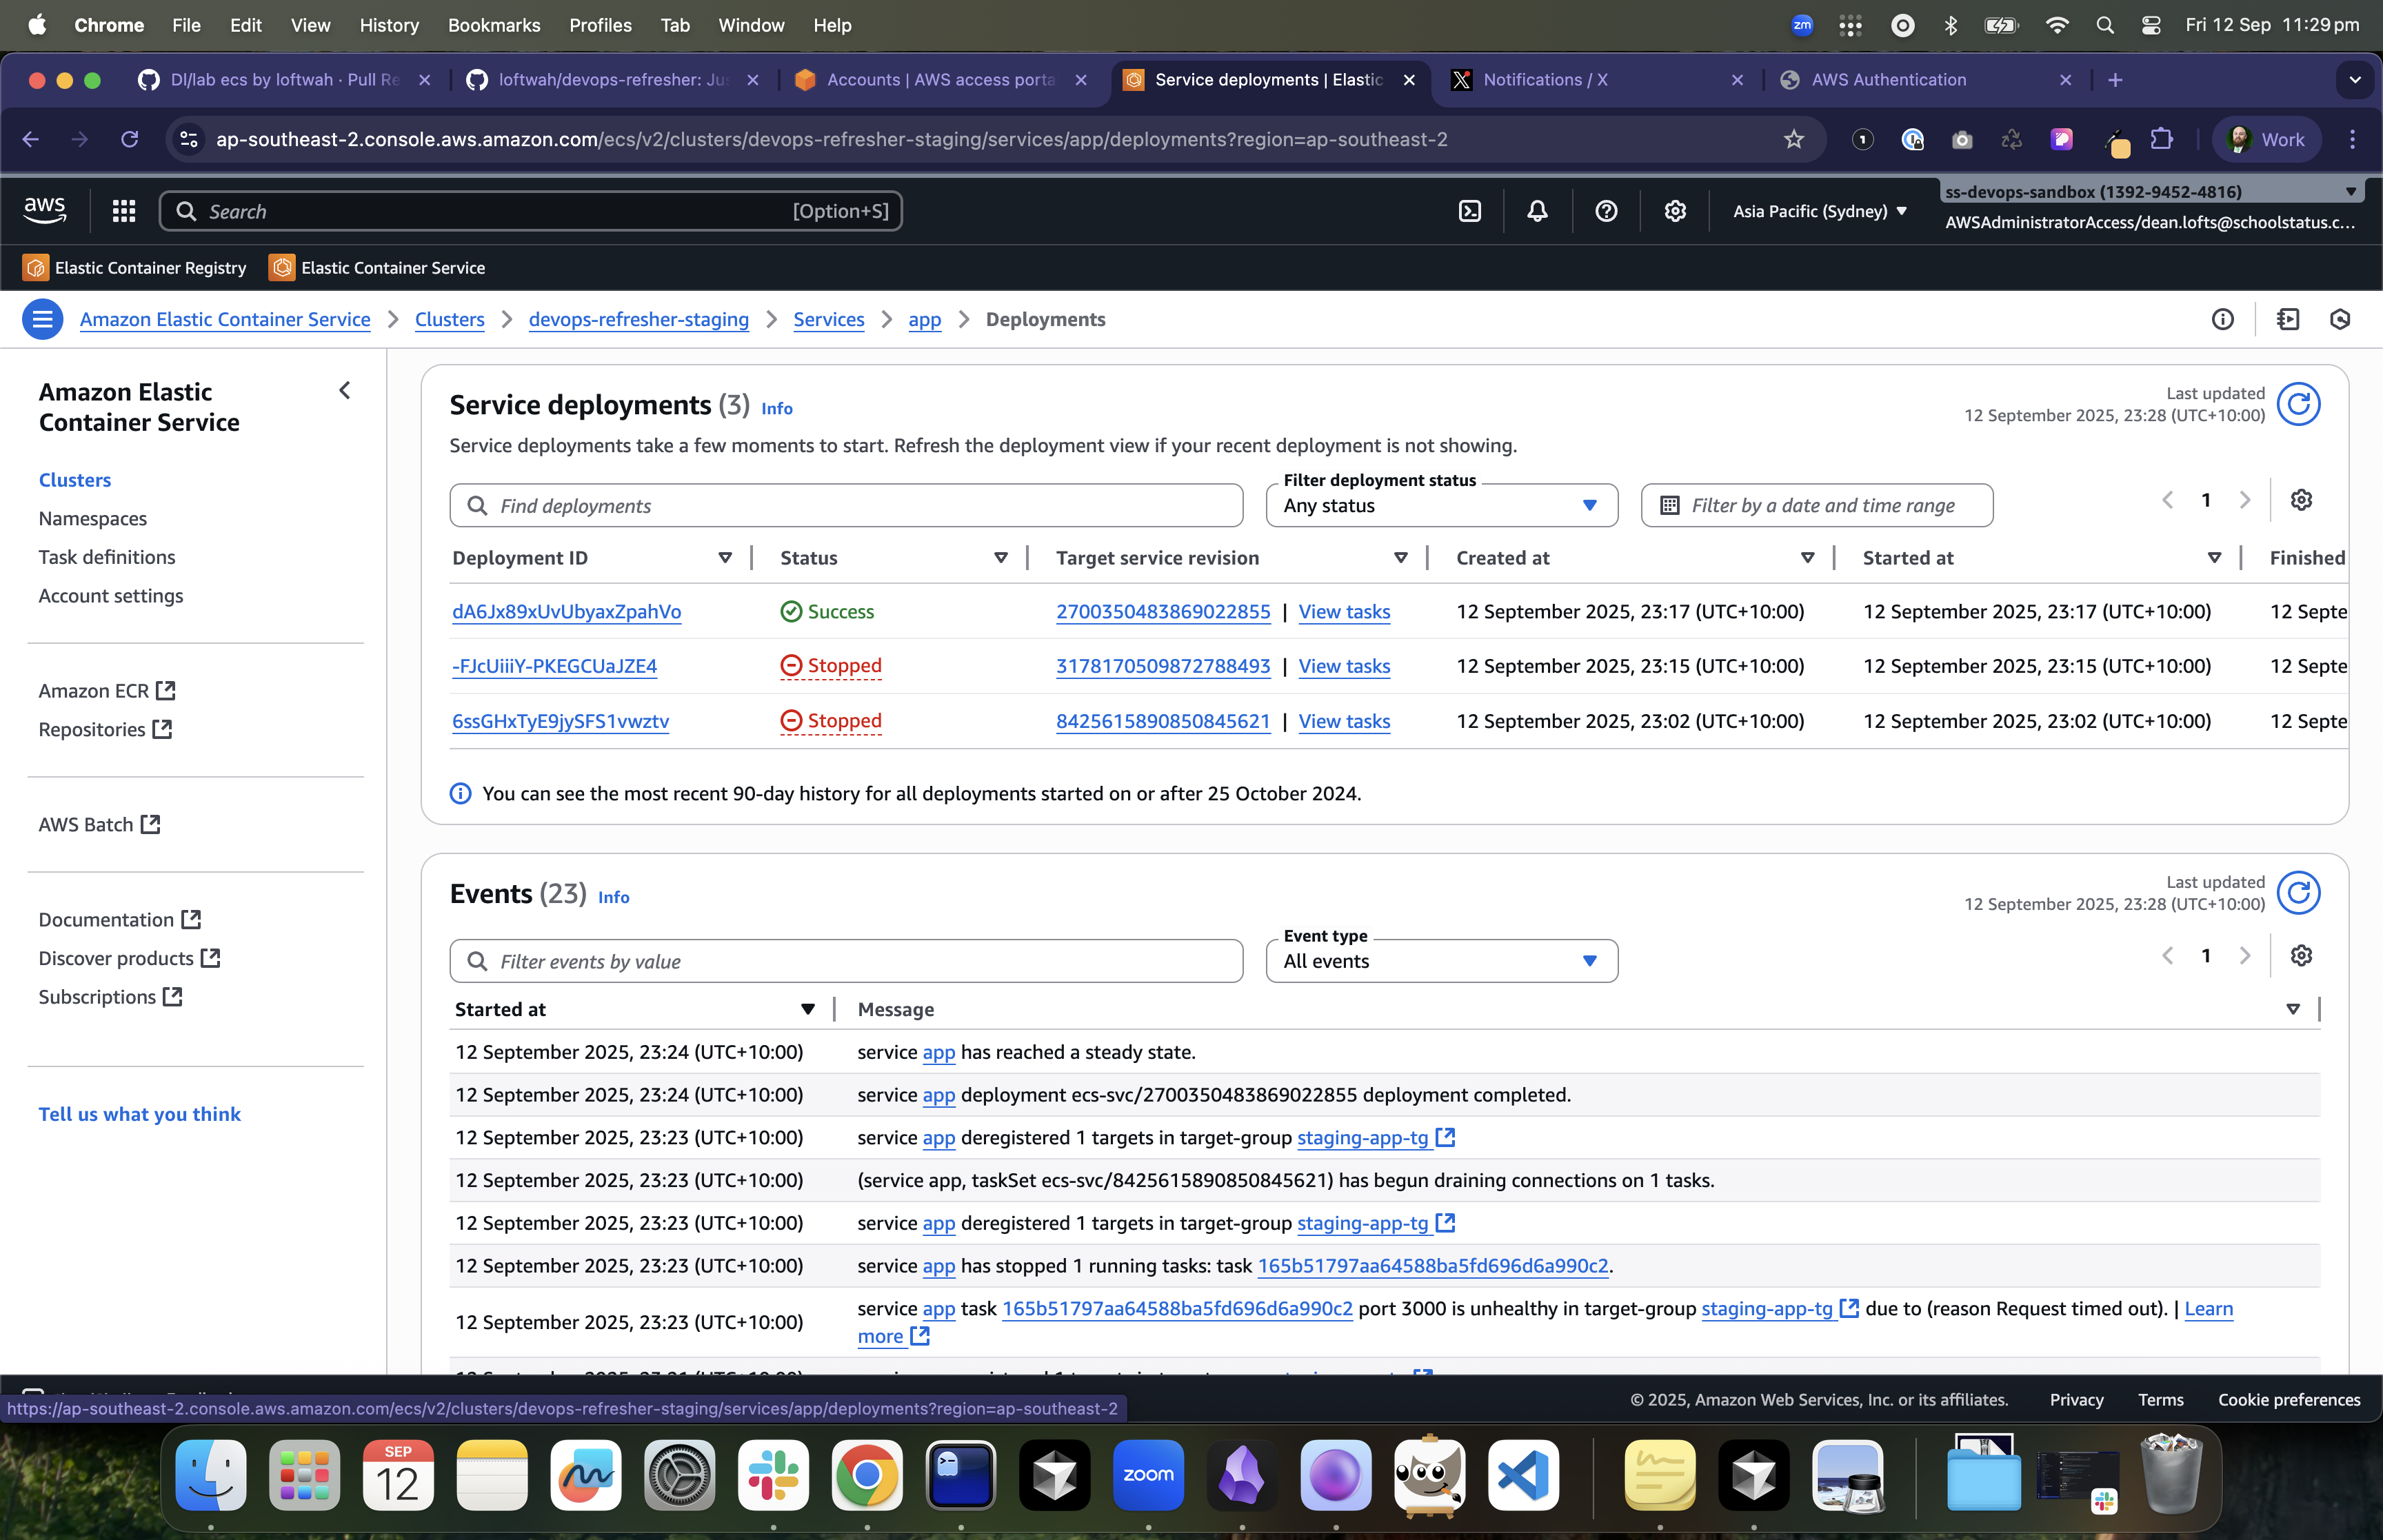 Chrome File Edit View History Bookmarks Profiles Tab Window Help
zm
Fri 12 Sep 11:29 pm
Dl/lab ecs by loftwah · Pull Re
loftwah/devops-refresher: Jus
Accounts | AWS access porta
Service deployments | Elastic
Notifications / X
AWS Authentication
ap-southeast-2.console.aws.amazon.com/ecs/v2/clusters/devops-refresher-staging/services/app/deployments?region=ap-southeast-2
Work
aws
Search
[Option+S]
Asia Pacific (Sydney)
ss-devops-sandbox (1392-9452-4816)
AWSAdministratorAccess/dean.lofts@schoolstatus.c...
Elastic Container Registry
Elastic Container Service
Amazon Elastic Container Service
Clusters
devops-refresher-staging
Services
app
Deployments
Amazon Elastic
Container Service
Clusters
Namespaces
Task definitions
Account settings
Amazon ECR
Repositories
AWS Batch
Documentation
Discover products
Subscriptions
Tell us what you think
Service deployments (3) Info
Last updated
12 September 2025, 23:28 (UTC+10:00)
Service deployments take a few moments to start. Refresh the deployment view if your recent deployment is not showing.
Find deployments
Filter deployment status
Any status
Filter by a date and time range
1
Deployment ID Status Target service revision Created at Started at Finished
dA6Jx89xUvUbyaxZpahVo Success 2700350483869022855 | View tasks 12 September 2025, 23:17 (UTC+10:00) 12 September 2025, 23:17 (UTC+10:00) 12 Septe
-FJcUiiiY-PKEGCUaJZE4 Stopped 3178170509872788493 | View tasks 12 September 2025, 23:15 (UTC+10:00) 12 September 2025, 23:15 (UTC+10:00) 12 Septe
6ssGHxTyE9jySFS1vwztv Stopped 8425615890850845621 | View tasks 12 September 2025, 23:02 (UTC+10:00) 12 September 2025, 23:02 (UTC+10:00) 12 Septe
You can see the most recent 90-day history for all deployments started on or after 25 October 2024.
Events (23) Info
Last updated
12 September 2025, 23:28 (UTC+10:00)
Filter events by value
Event type
All events
1
Started at Message
12 September 2025, 23:24 (UTC+10:00) service app has reached a steady state.
12 September 2025, 23:24 (UTC+10:00) service app deployment ecs-svc/2700350483869022855 deployment completed.
12 September 2025, 23:23 (UTC+10:00) service app deregistered 1 targets in target-group staging-app-tg
12 September 2025, 23:23 (UTC+10:00) (service app, taskSet ecs-svc/8425615890850845621) has begun draining connections on 1 tasks.
12 September 2025, 23:23 (UTC+10:00) service app deregistered 1 targets in target-group staging-app-tg
12 September 2025, 23:23 (UTC+10:00) service app has stopped 1 running tasks: task 165b51797aa64588ba5fd696d6a990c2.
12 September 2025, 23:23 (UTC+10:00) service app task 165b51797aa64588ba5fd696d6a990c2 port 3000 is unhealthy in target-group staging-app-tg due to (reason Request timed out). | Learn
more
https://ap-southeast-2.console.aws.amazon.com/ecs/v2/clusters/devops-refresher-staging/services/app/deployments?region=ap-southeast-2
© 2025, Amazon Web Services, Inc. or its affiliates.
Privacy Terms Cookie preferences
SEP
12
zoom